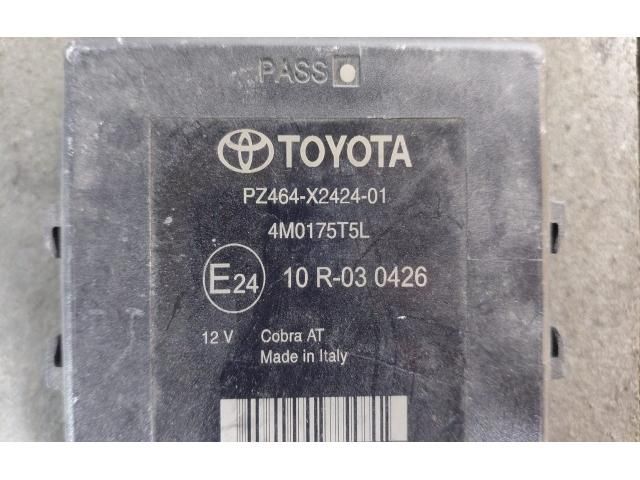 PASS
TOYOTA
PZ464-X2424-01
4M0175T5L
E24 10 R-03 0426
12 V Cobra AT
Made in Italy